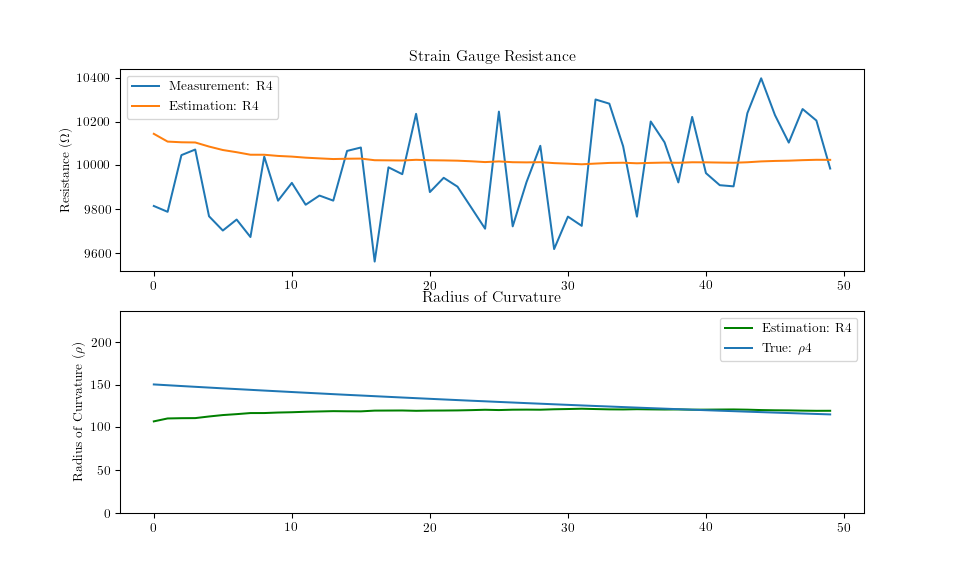 Strain Gauge Resistance
Resistance (Ω)
10400
10200
10000
9800
9600
Measurement: R4
Estimation: R4
0 10 20 30 40 50
Radius of Curvature
Radius of Curvature (ρ)
200
150
100
50
0
Estimation: R4
True: ρ4
0 10 20 30 40 50